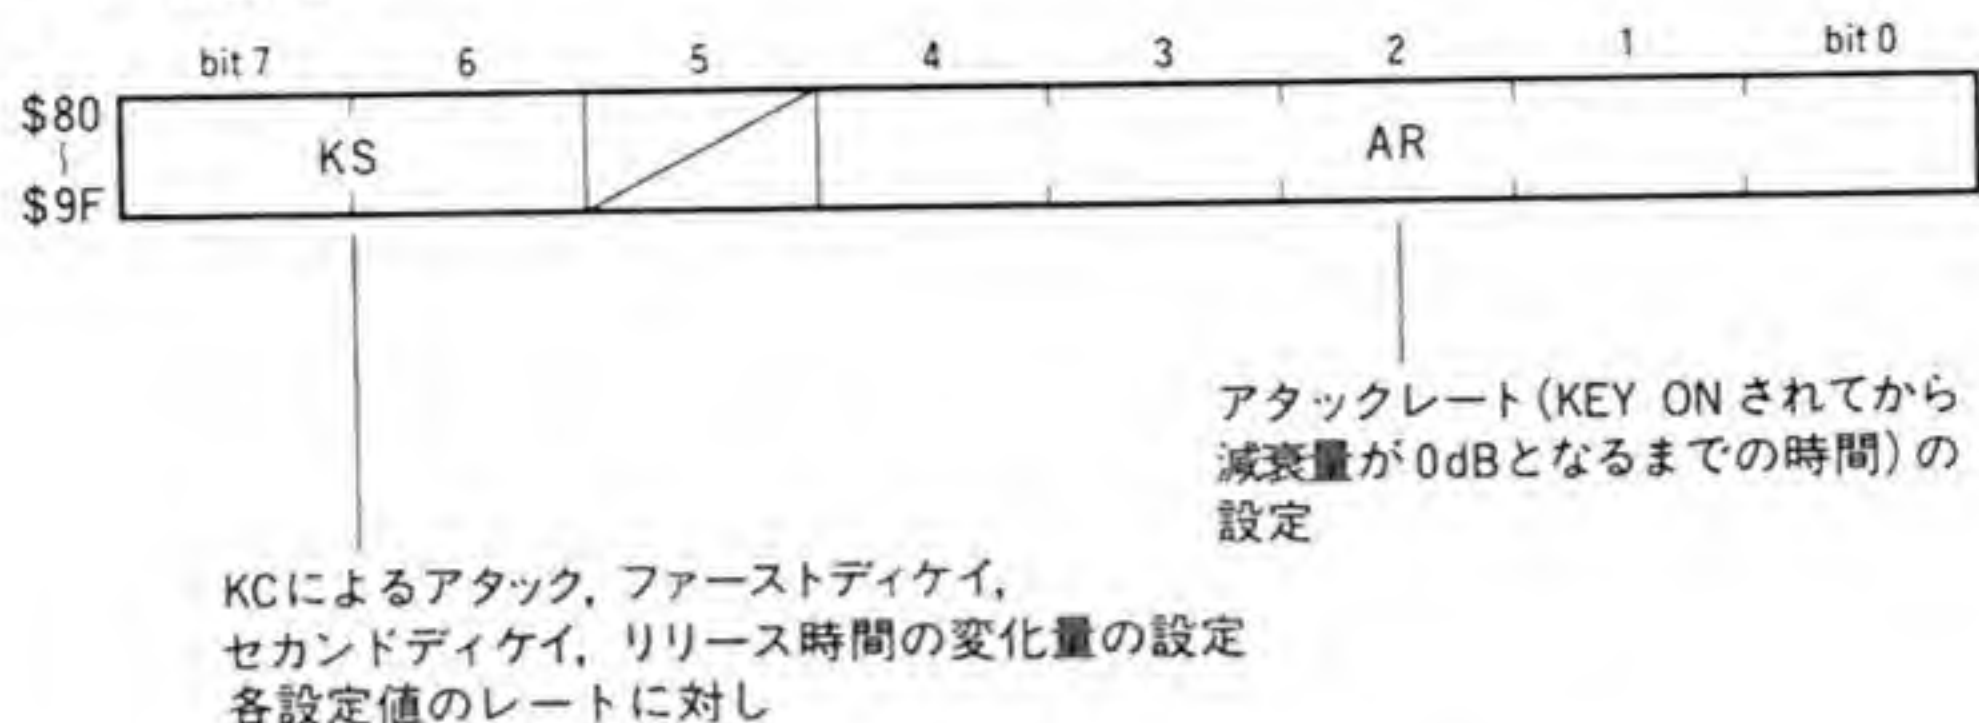 bit 7 6 5 4 3 2 1 bit 0
$80
KS AR
〜
$9F
アタックレート(KEY ON されてから
減衰量が0dBとなるまでの時間)の
設定
KCによるアタック, ファーストディケイ,
セカンドディケイ, リリース時間の変化量の設定
各設定値のレートに対し